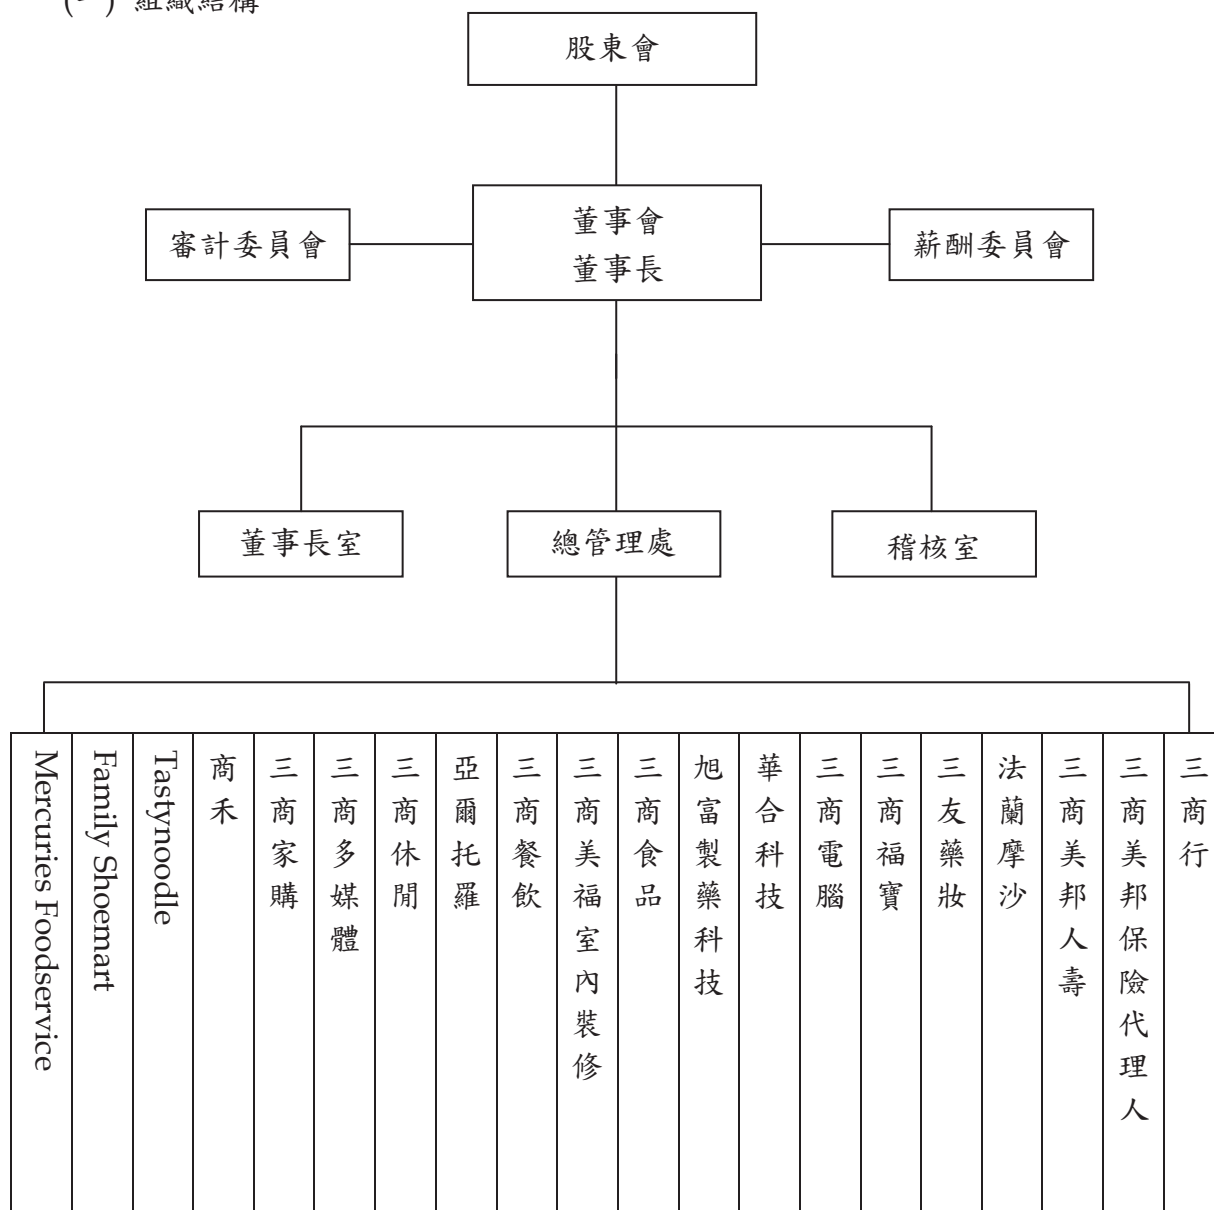 組織結構
股東會
審計委員會
董事會
董事長
薪酬委員會
董事長室
總管理處
稽核室
Mercuries Foodservice
Family Shoemart
Tastynoodle
商禾
三商家購
三商多媒體
三商休閒
亞爾托羅
三商餐飲
三商美福室內裝修
三商食品
旭富製藥科技
華合科技
三商電腦
三商福寶
三友藥妝
法蘭摩沙
三商美邦人壽
三商美邦保險代理人
三商行